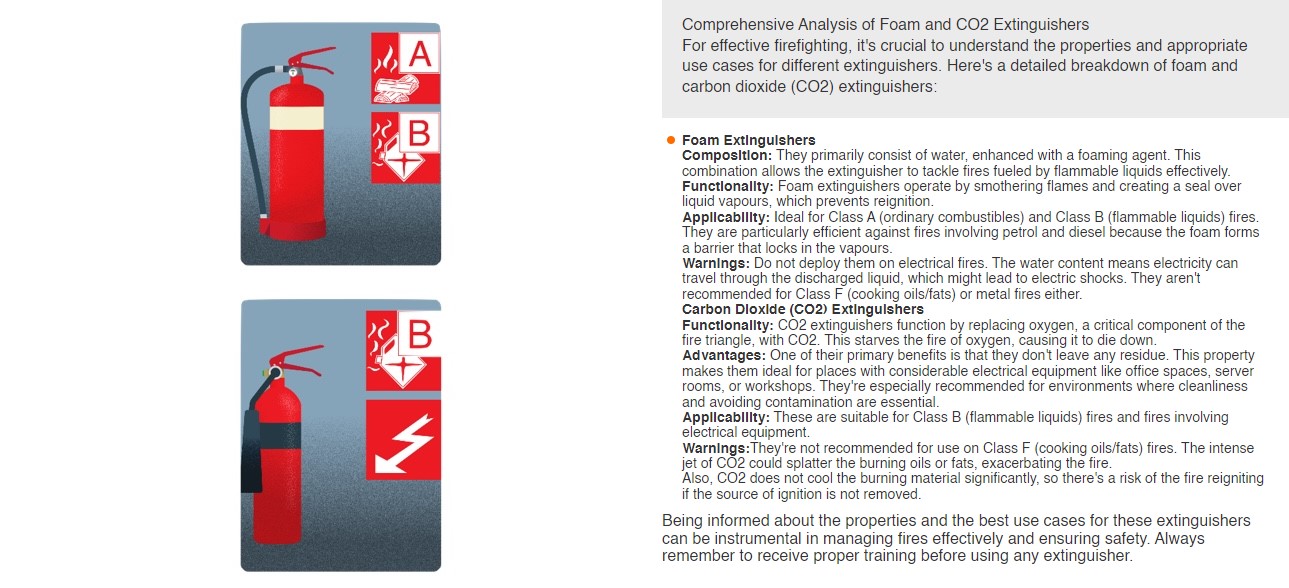 A
B
B
Comprehensive Analysis of Foam and CO2 Extinguishers
For effective firefighting, it's crucial to understand the properties and appropriate
use cases for different extinguishers. Here's a detailed breakdown of foam and
carbon dioxide (CO2) extinguishers:
Foam Extinguishers
Composition: They primarily consist of water, enhanced with a foaming agent. This
combination allows the extinguisher to tackle fires fueled by flammable liquids effectively.
Functionality: Foam extinguishers operate by smothering flames and creating a seal over
liquid vapours, which prevents reignition.
Applicability: Ideal for Class A (ordinary combustibles) and Class B (flammable liquids) fires.
They are particularly efficient against fires involving petrol and diesel because the foam forms
a barrier that locks in the vapours.
Warnings: Do not deploy them on electrical fires. The water content means electricity can
travel through the discharged liquid, which might lead to electric shocks. They aren't
recommended for Class F (cooking oils/fats) or metal fires either.
Carbon Dioxide (CO2) Extinguishers
Functionality: CO2 extinguishers function by replacing oxygen, a critical component of the
fire triangle, with CO2. This starves the fire of oxygen, causing it to die down.
Advantages: One of their primary benefits is that they don't leave any residue. This property
makes them ideal for places with considerable electrical equipment like office spaces, server
rooms, or workshops. They're especially recommended for environments where cleanliness
and avoiding contamination are essential.
Applicability: These are suitable for Class B (flammable liquids) fires and fires involving
electrical equipment.
Warnings:They're not recommended for use on Class F (cooking oils/fats) fires. The intense
jet of CO2 could splatter the burning oils or fats, exacerbating the fire.
Also, CO2 does not cool the burning material significantly, so there's a risk of the fire reigniting
if the source of ignition is not removed.
Being informed about the properties and the best use cases for these extinguishers
can be instrumental in managing fires effectively and ensuring safety. Always
remember to receive proper training before using any extinguisher.